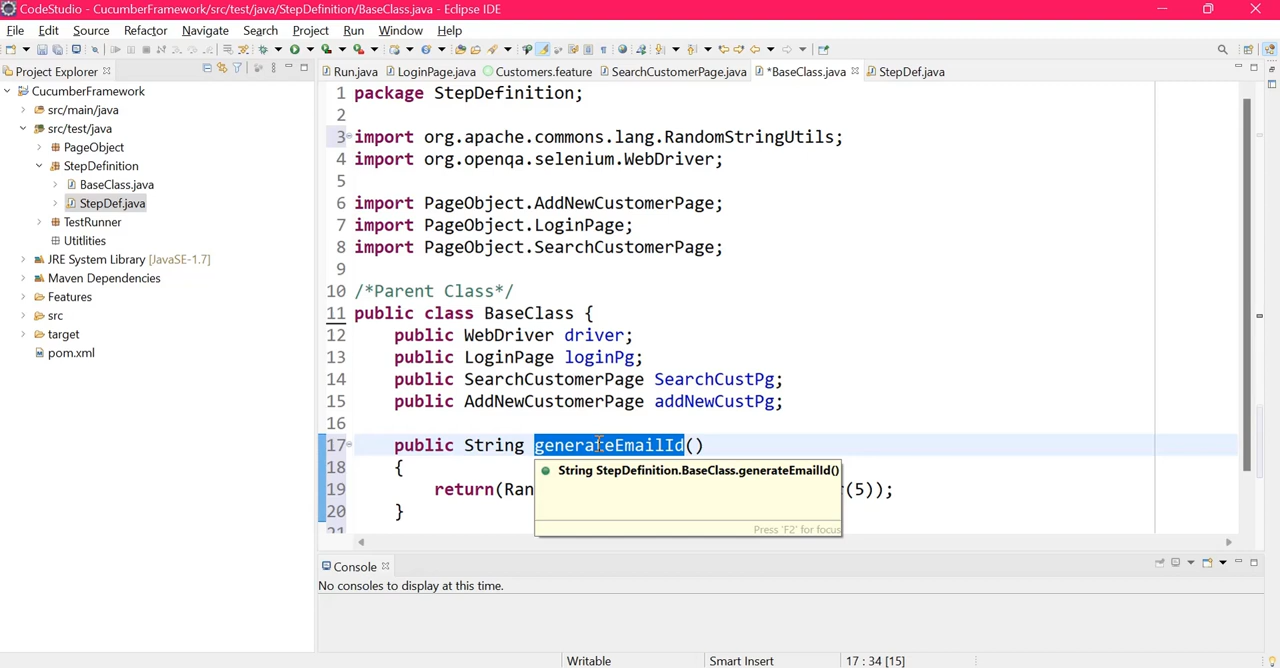 CodeStudio - CucumberFramework/src/test/java/StepDefinition/BaseClass.java - Eclipse IDE
File Edit Source Refactor Navigate Search Project Run Window Help
Project Explorer
Run.java LoginPage.java Customers.feature SearchCustomerPage.java *BaseClass.java StepDef.java
CucumberFramework
src/main/java
src/test/java
PageObject
StepDefinition
BaseClass.java
StepDef.java
TestRunner
Utitlities
JRE System Library [JavaSE-1.7]
Maven Dependencies
Features
src
target
pom.xml
1 package StepDefinition;
2
3 import org.apache.commons.lang.RandomStringUtils;
4 import org.openqa.selenium.WebDriver;
5
6 import PageObject.AddNewCustomerPage;
7 import PageObject.LoginPage;
8 import PageObject.SearchCustomerPage;
9
10 /*Parent Class*/
11 public class BaseClass {
12 public WebDriver driver;
13 public LoginPage loginPg;
14 public SearchCustomerPage SearchCustPg;
15 public AddNewCustomerPage addNewCustPg;
16
17 public String generateEmailId()
18 {
String StepDefinition.BaseClass.generateEmailId()
19 return(Ran (5));
20 }
21
Press 'F2' for focus
Console
No consoles to display at this time.
Writable Smart Insert 17 : 34 [15]